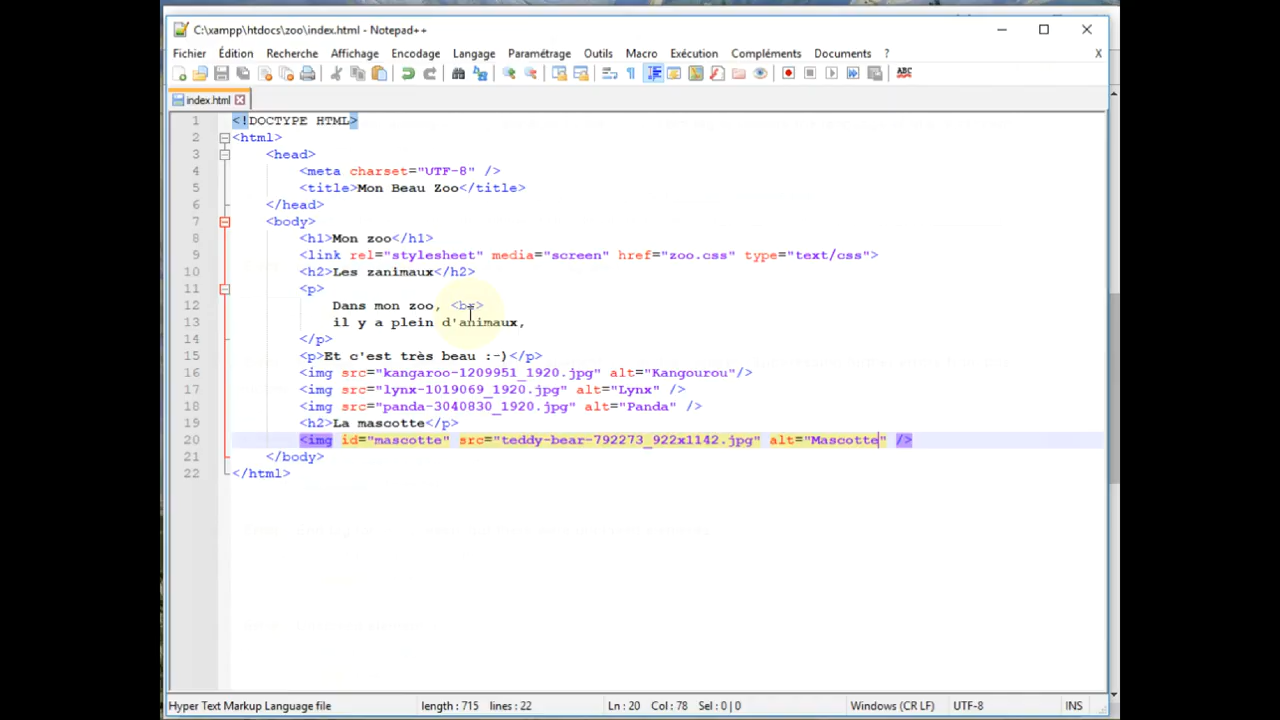 C:\xampp\htdocs\zoo\index.html - Notepad++
Fichier Édition Recherche Affichage Encodage Langage Paramétrage Outils Macro Exécution Compléments Documents ? X
ABC
index.html
1 <!DOCTYPE HTML>
2 <html>
3 <head>
4 <meta charset="UTF-8" />
5 <title>Mon Beau Zoo</title>
6 </head>
7 <body>
8 <h1>Mon zoo</h1>
9 <link rel="stylesheet" media="screen" href="zoo.css" type="text/css">
10 <h2>Les zanimaux</h2>
11 <p>
12 Dans mon zoo, <br>
13 il y a plein d'animaux,
14 </p>
15 <p>Et c'est très beau :-)</p>
16 <img src="kangaroo-1209951_1920.jpg" alt="Kangourou"/>
17 <img src="lynx-1019069_1920.jpg" alt="Lynx" />
18 <img src="panda-3040830_1920.jpg" alt="Panda" />
19 <h2>La mascotte</p>
20 <img id="mascotte" src="teddy-bear-792273_922x1142.jpg" alt="Mascotte" />
21 </body>
22 </html>
Hyper Text Markup Language file length : 715 lines : 22 Ln : 20 Col : 78 Sel : 0 | 0 Windows (CR LF) UTF-8 INS